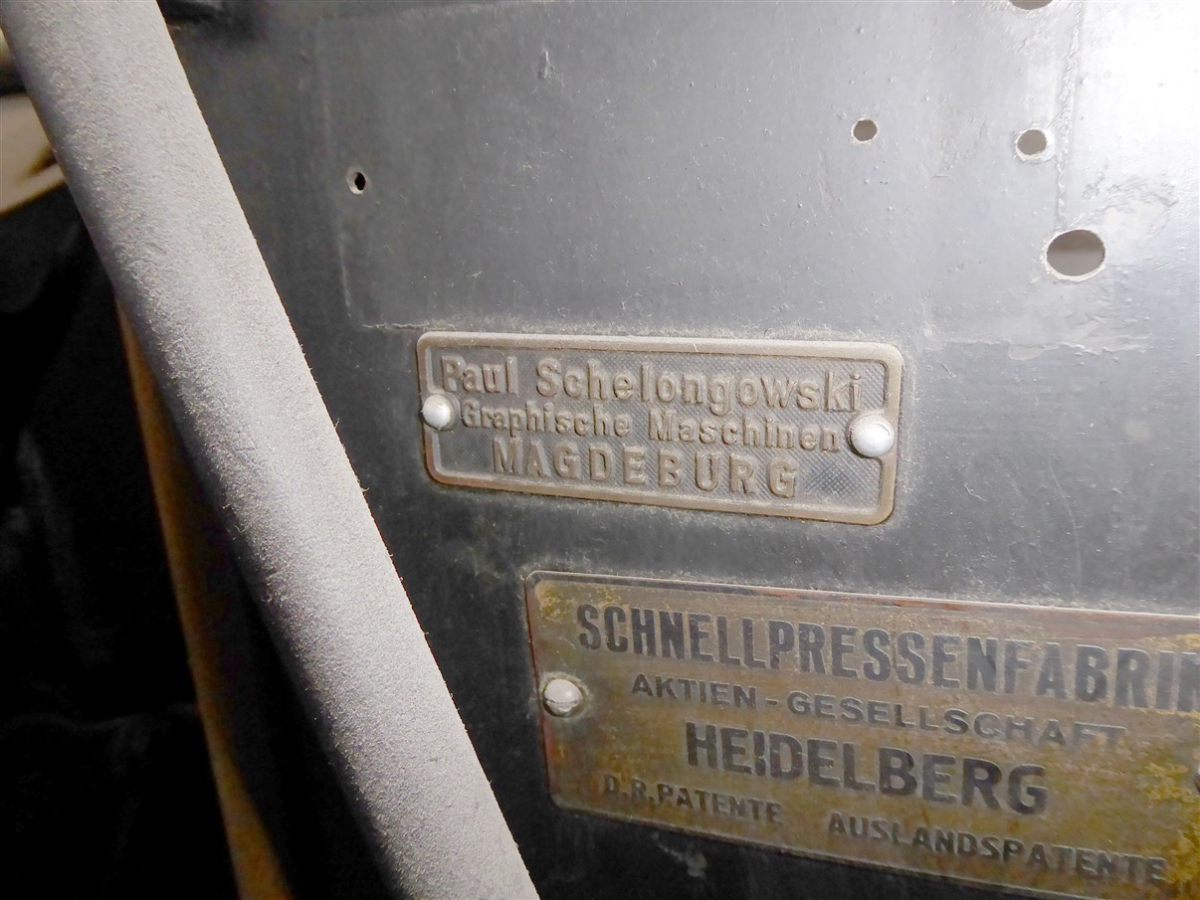 Paul Schelongowski
Graphische Maschinen
MAGDEBURG
SCHNELLPRESSENFABRIK
AKTIEN-GESELLSCHAFT
HEIDELBERG
D.R.PATENTE AUSLANDSPATENTE